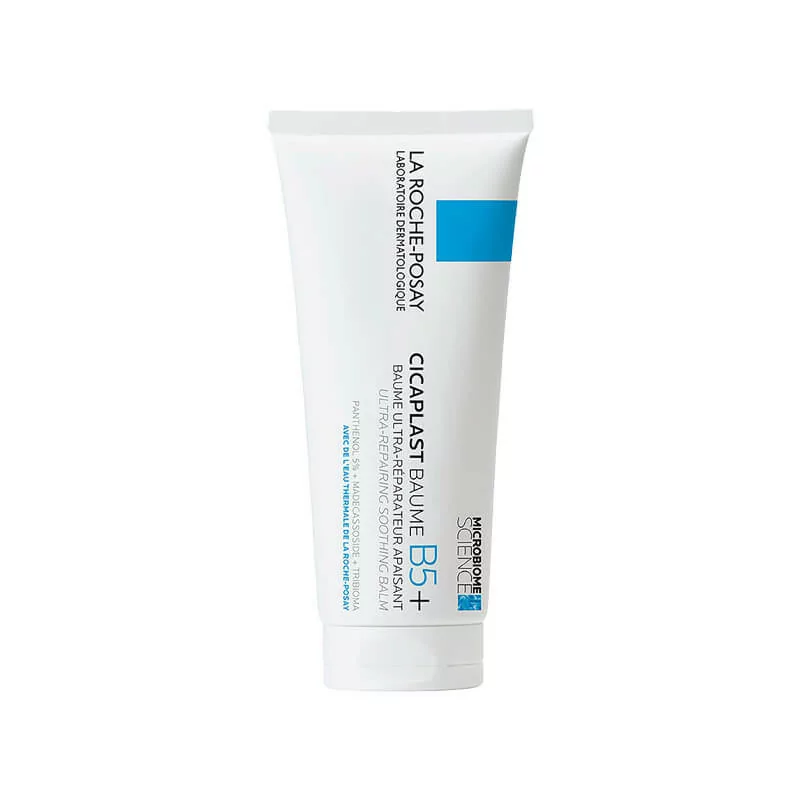 LA ROCHE-POSAY
LABORATOIRE DERMATOLOGIQUE
CICAPLAST BAUME B5+
BAUME ULTRA-RÉPARATEUR APAISANT
ULTRA-REPAIRING SOOTHING BALM
PANTHENOL 5% + MADECASSOSIDE + TRIBIOMA
AVEC DE L'EAU THERMALE DE LA ROCHE-POSAY
MICROBIOME
SCIENCE